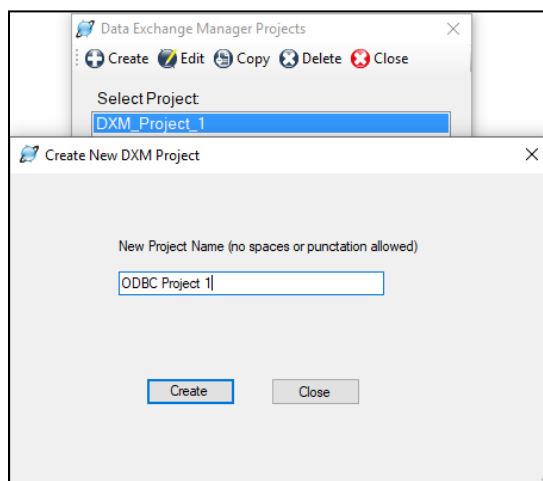 Data Exchange Manager Projects
Create Edit Copy Delete Close
Select Project:
DXM_Project_1
Create New DXM Project
New Project Name (no spaces or punctation allowed)
ODBC Project 1
Create Close